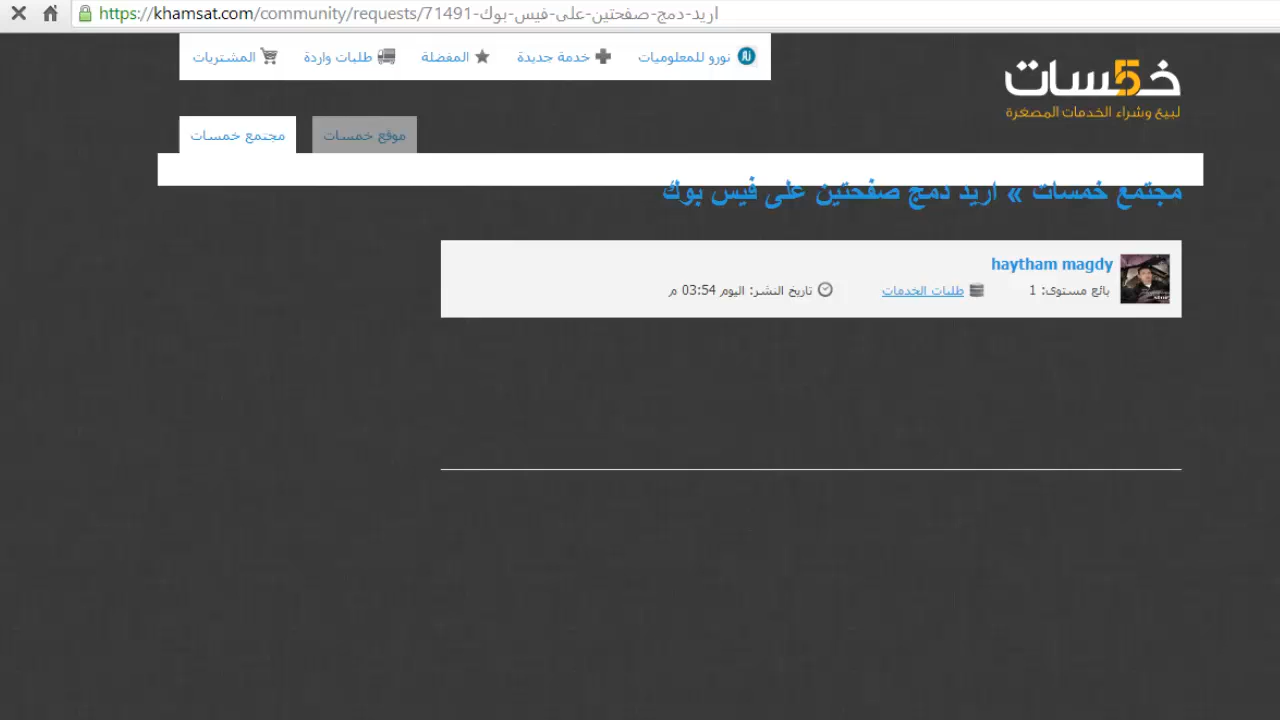 https://khamsat.com/community/requests/71491-اريد-دمج-صفحتين-على-فيس-بوك
نورو للمعلوميات خدمة جديدة المفضلة طلبات واردة المشتريات
خمسات
لبيع وشراء الخدمات المصغرة
موقع خمسات مجتمع خمسات
مجتمع خمسات » اريد دمج صفحتين على فيس بوك
haytham magdy
بائع مستوى: 1 طلبات الخدمات تاريخ النشر: اليوم 03:54 م